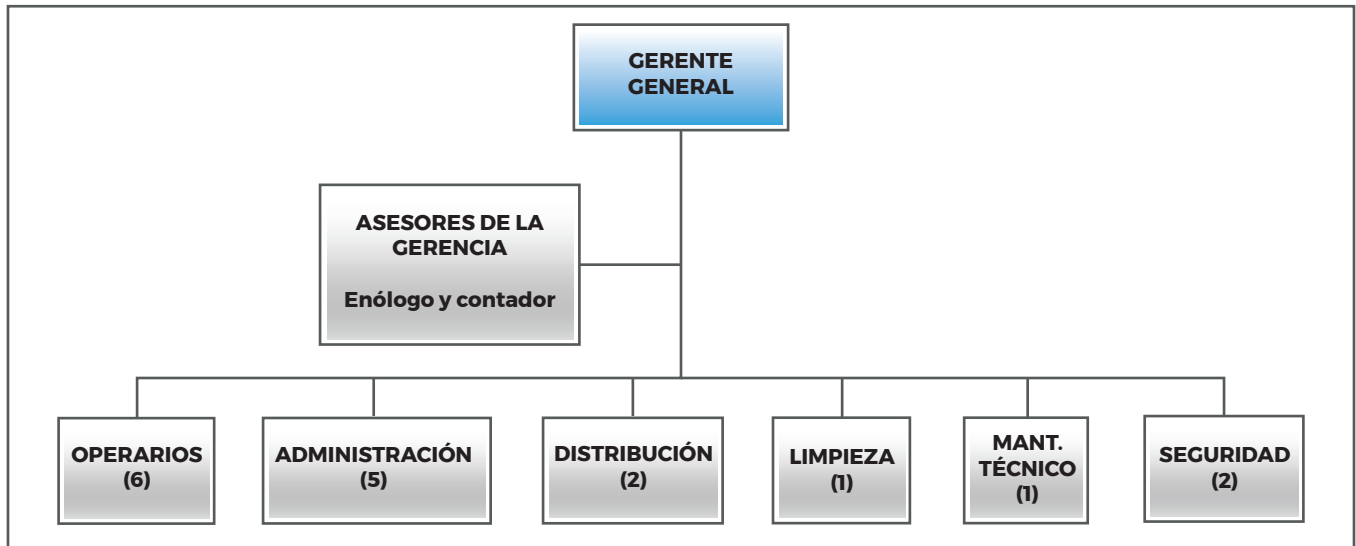 GERENTE
GENERAL
ASESORES DE LA
GERENCIA
Enólogo y contador
OPERARIOS
(6)
ADMINISTRACIÓN
(5)
DISTRIBUCIÓN
(2)
LIMPIEZA
(1)
MANT.
TÉCNICO
(1)
SEGURIDAD
(2)